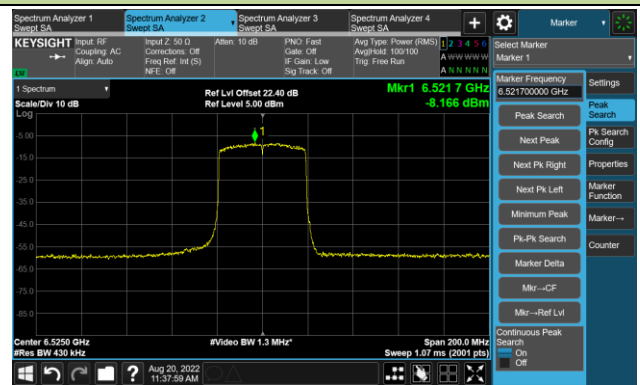 Spectrum Analyzer 1
Swept SA
Spectrum Analyzer 2
Swept SA
Spectrum Analyzer 3
Swept SA
Spectrum Analyzer 4
Swept SA
+
Marker
KEYSIGHT
Input: RF
Coupling: AC
Align: Auto
Input Z: 50 Ω
Corrections: Off
Freq Ref: Int (S)
NFE: Off
Atten: 10 dB
PNO: Fast
Gate: Off
IF Gain: Low
Sig Track: Off
Avg Type: Power (RMS)
Avg|Hold: 100/100
Trig: Free Run
1 2 3 4 5 6
A W W W W W
A N N N N N
LXI
Select Marker
Marker 1
1 Spectrum
Scale/Div 10 dB
Log
Ref Lvl Offset 22.40 dB
Ref Level 5.00 dBm
Mkr1 6.521 7 GHz
-8.166 dBm
1
-5.00
-15.0
-25.0
-35.0
-45.0
-55.0
-65.0
-75.0
-85.0
Center 6.5250 GHz
#Res BW 430 kHz
#Video BW 1.3 MHz*
Span 200.0 MHz
Sweep 1.07 ms (2001 pts)
Marker Frequency
6.521700000 GHz
Peak Search
Next Peak
Next Pk Right
Next Pk Left
Minimum Peak
Pk-Pk Search
Marker Delta
Mkr→CF
Mkr→Ref Lvl
Continuous Peak
Search
On
Off
Settings
Peak
Search
Pk Search
Config
Properties
Marker
Function
Marker→
Counter
?
Aug 20, 2022
11:37:59 AM